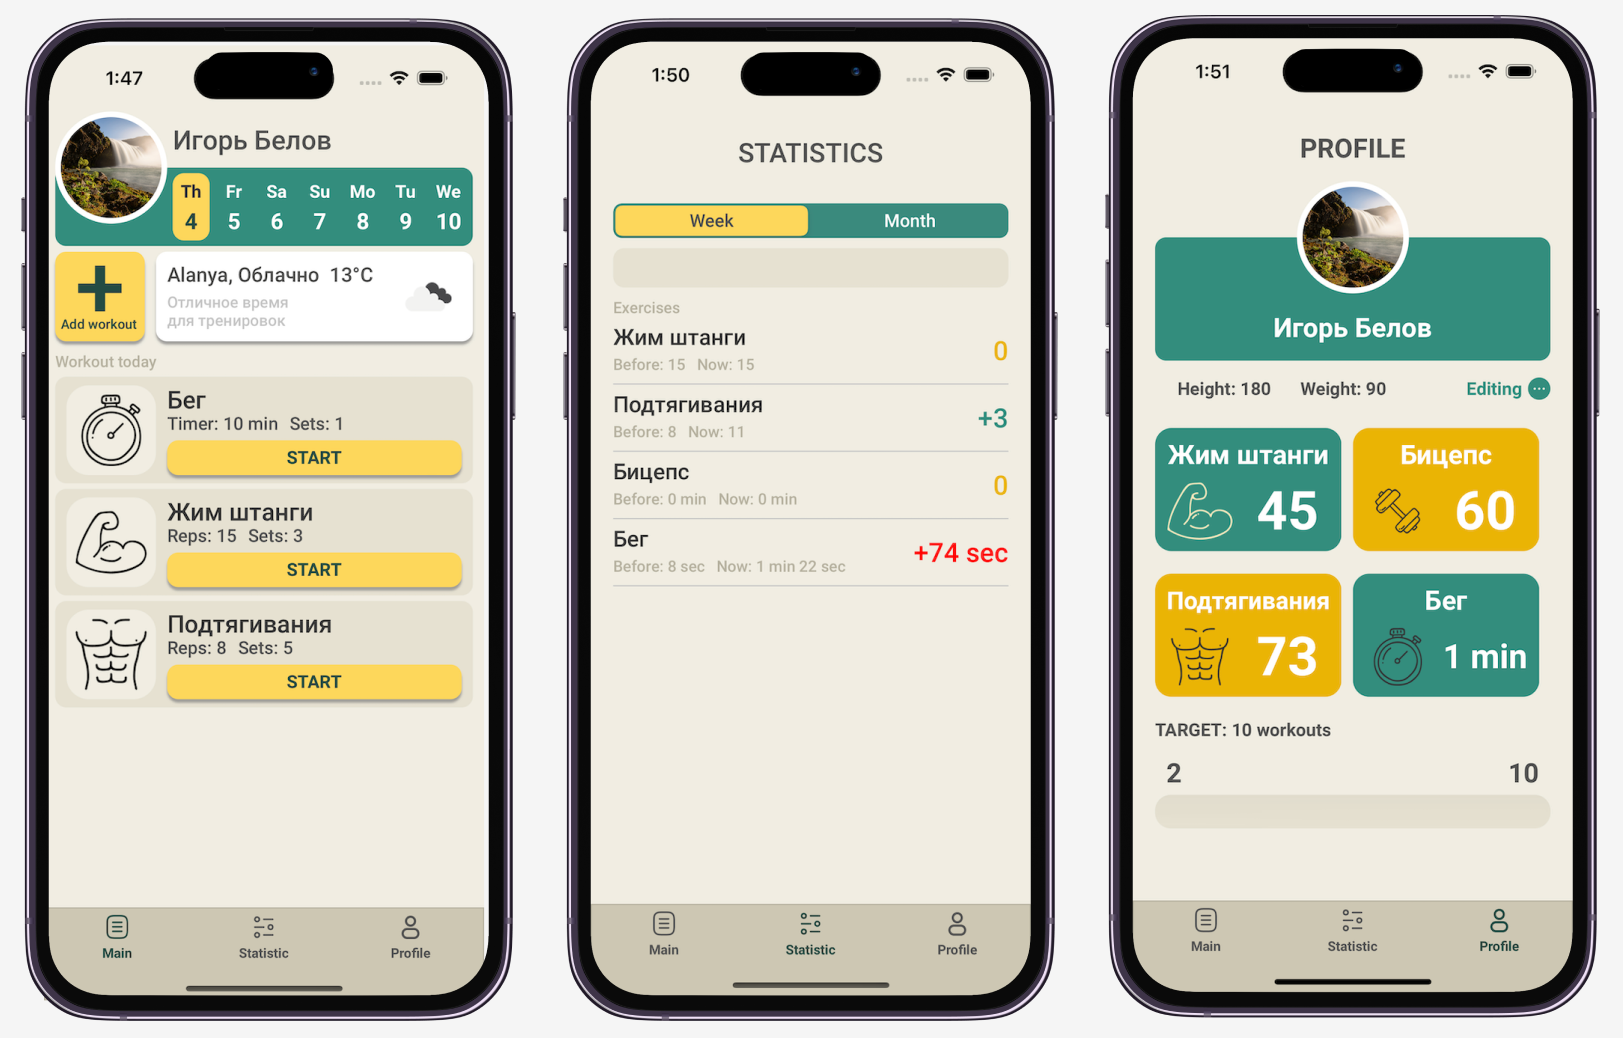 1:47
Игорь Белов
Th Fr Sa Su Mo Tu We
4 5 6 7 8 9 10
Add workout
Alanya, Облачно 13°C
Отличное время
для тренировок
Workout today
Бег
Timer: 10 min Sets: 1
START
Жим штанги
Reps: 15 Sets: 3
START
Подтягивания
Reps: 8 Sets: 5
START
Main Statistic Profile
1:50
STATISTICS
Week Month
Exercises
Жим штанги
Before: 15 Now: 15
0
Подтягивания
Before: 8 Now: 11
+3
Бицепс
Before: 0 min Now: 0 min
0
Бег
Before: 8 sec Now: 1 min 22 sec
+74 sec
Main Statistic Profile
1:51
PROFILE
Игорь Белов
Height: 180 Weight: 90 Editing
Жим штанги
45
Бицепс
60
Подтягивания
73
Бег
1 min
TARGET: 10 workouts
2 10
Main Statistic Profile